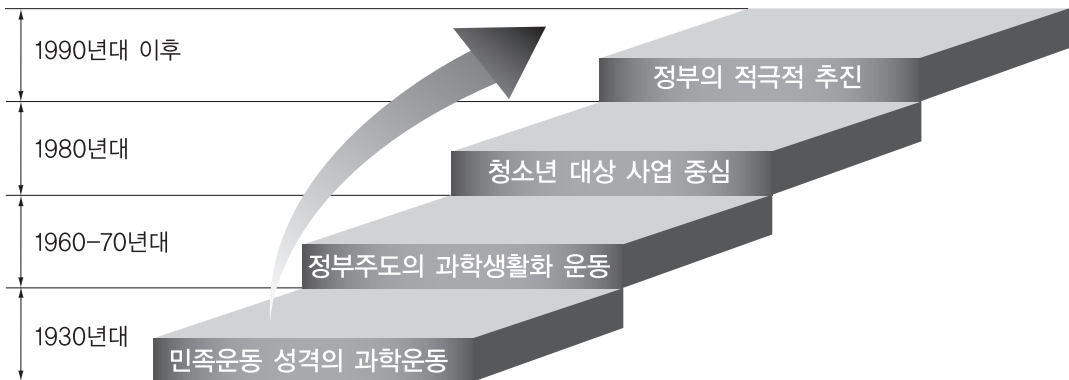 1990년대 이후
정부의 적극적 추진
1980년대
청소년 대상 사업 중심
1960-70년대
정부주도의 과학생활화 운동
1930년대
민족운동 성격의 과학운동